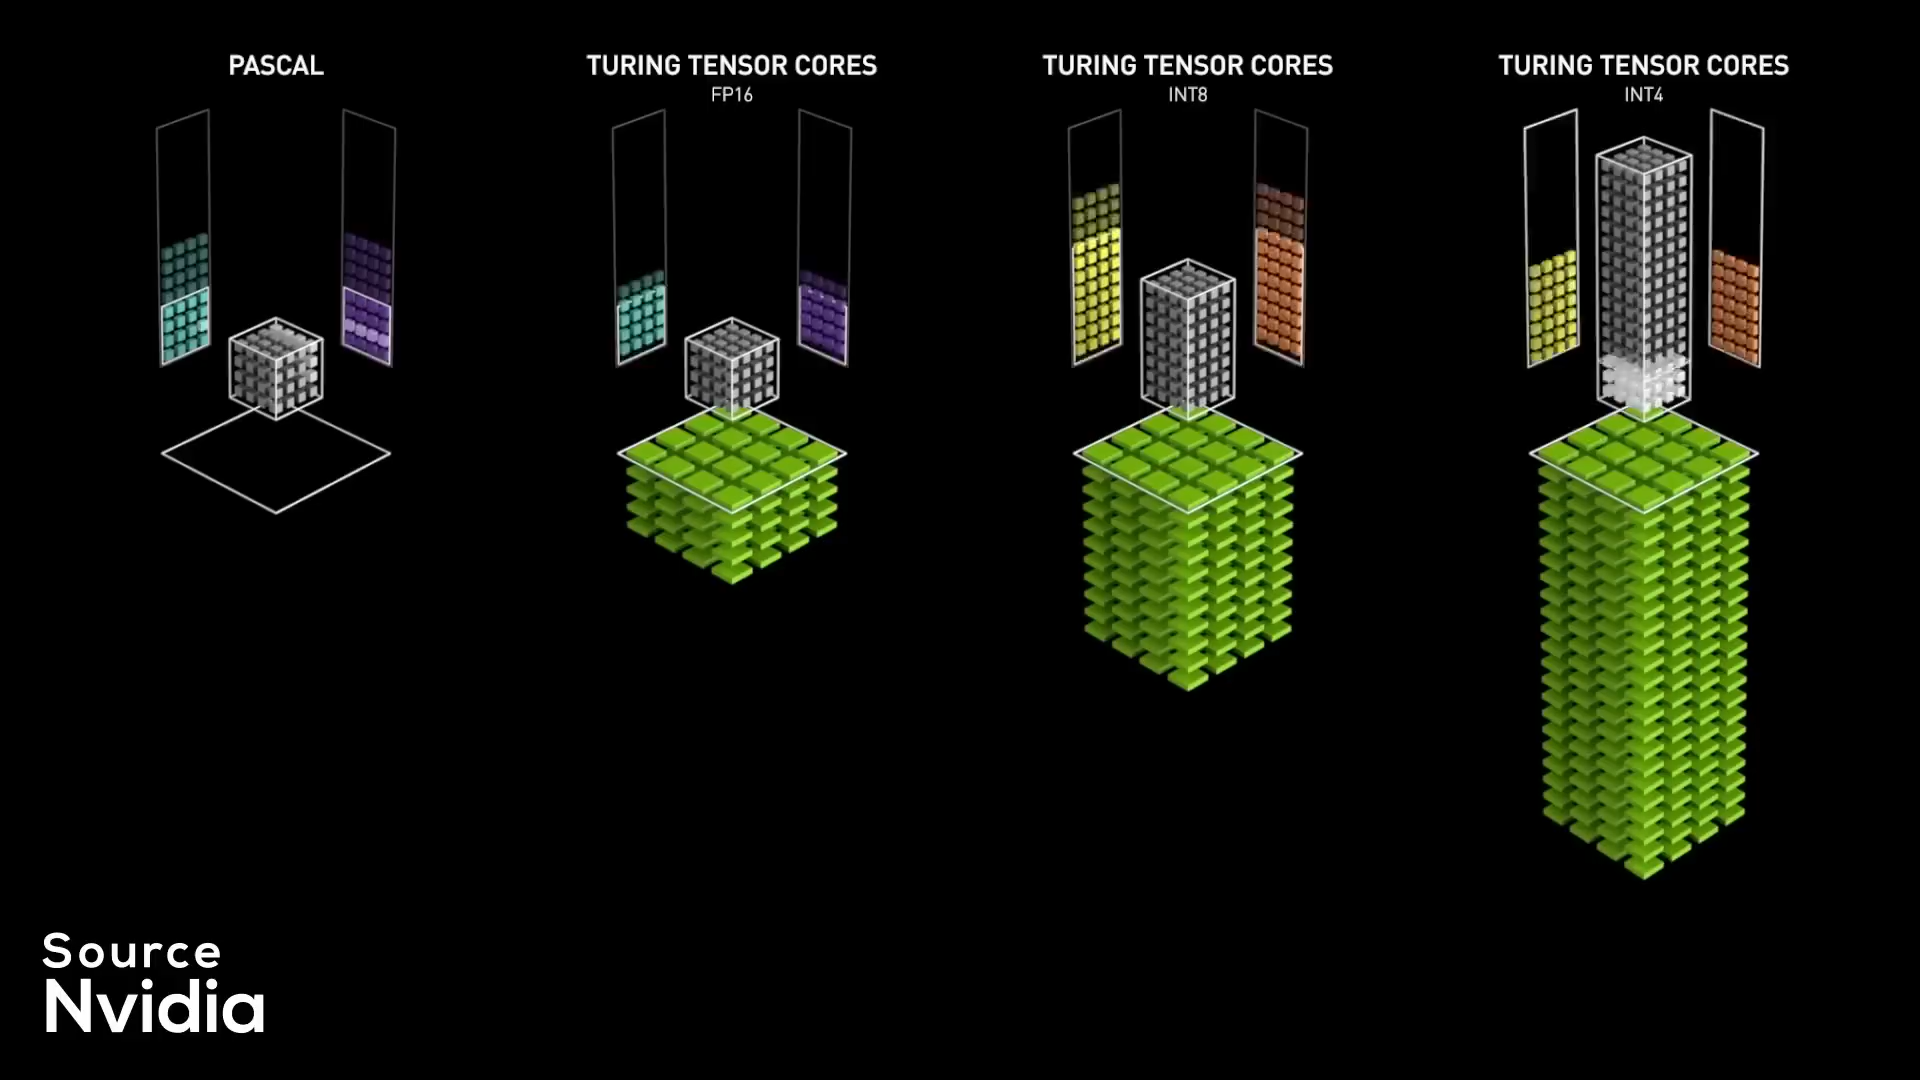 PASCAL
TURING TENSOR CORES
FP16
TURING TENSOR CORES
INT8
TURING TENSOR CORES
INT4
Source
Nvidia